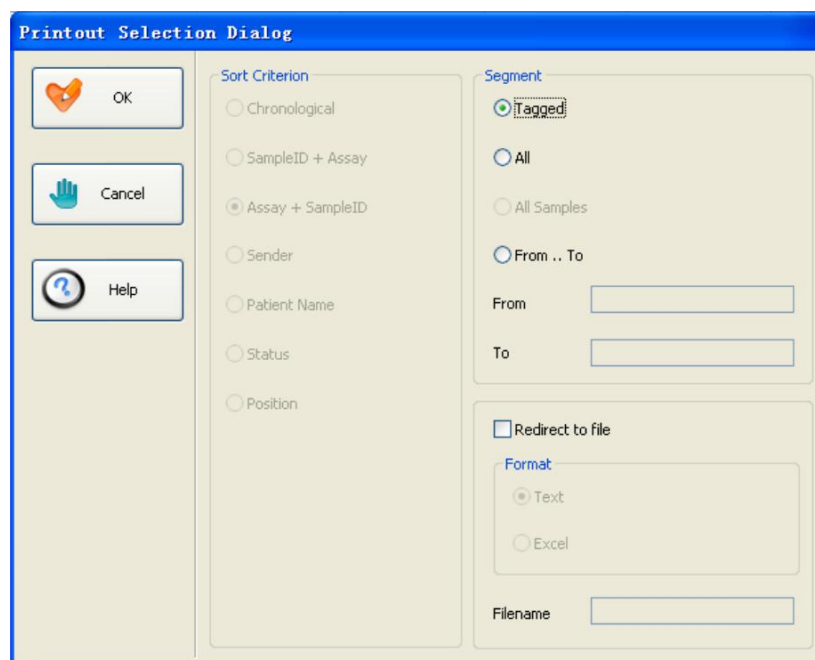 Printout Selection Dialog
OK
Cancel
Help
Sort Criterion
Chronological
SampleID + Assay
Assay + SampleID
Sender
Patient Name
Status
Position
Segment
Tagged
All
All Samples
From .. To
From
To
Redirect to file
Format
Text
Excel
Filename